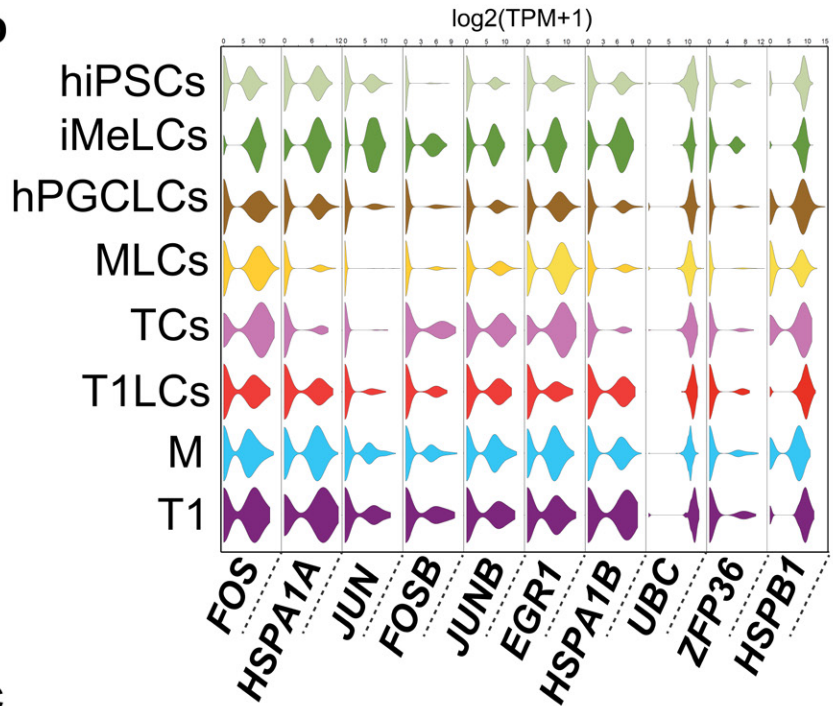 log2(TPM+1)
0 5 10 0 6 12 0 5 10 0 3 6 9 0 5 10 0 5 10 0 3 6 9 0 5 10 0 4 8 12 0 5 10 15
hiPSCs
iMeLCs
hPGCLCs
MLCs
TCs
T1LCs
M
T1
FOS HSPA1A JUN FOSB JUNB EGR1 HSPA1B UBC ZFP36 HSPB1